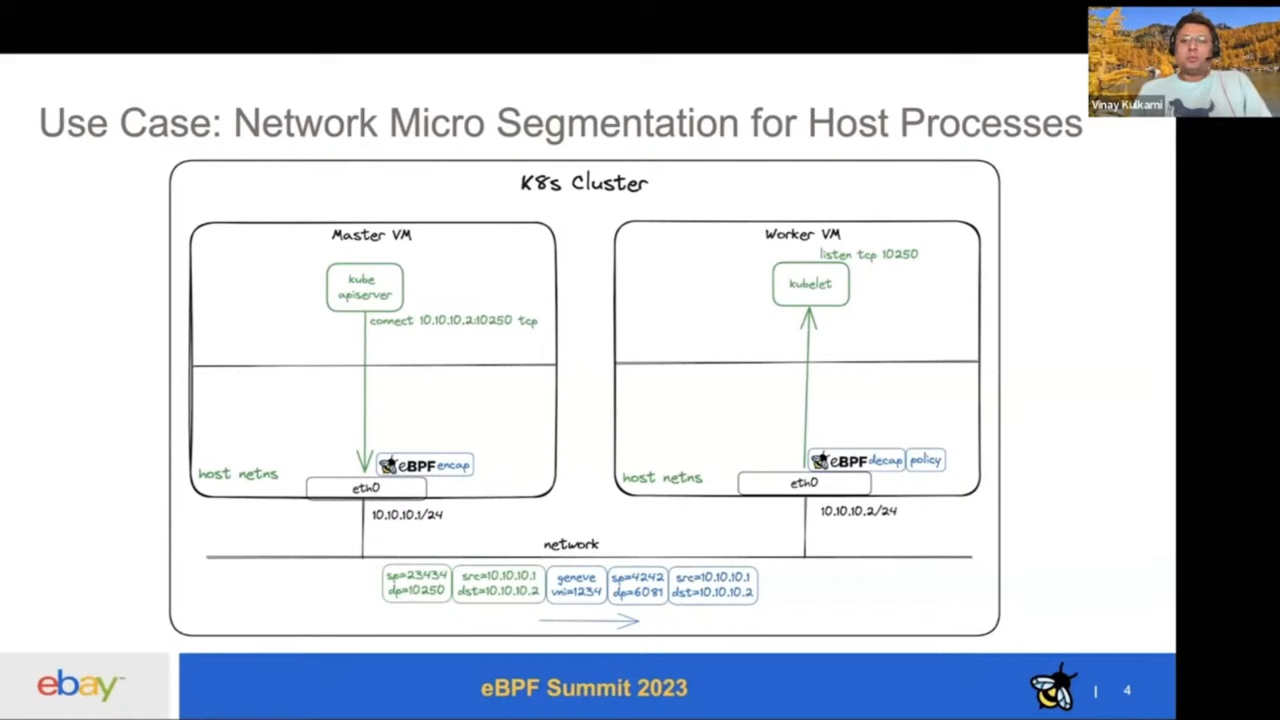 Vinay Kulkarni
Use Case: Network Micro Segmentation for Host Processes
K8s Cluster
Master VM
kube
apiserver
connect 10.10.10.2:10250 tcp
host netns
eBPF encap
eth0
10.10.10.1/24
Worker VM
listen tcp 10250
kubelet
host netns
eBPF decap policy
eth0
10.10.10.2/24
network
sp=23434
dp=10250
src=10.10.10.1
dst=10.10.10.2
geneve
vni=1234
sp=4242
dp=6081
src=10.10.10.1
dst=10.10.10.2
ebay™
eBPF Summit 2023
| 4